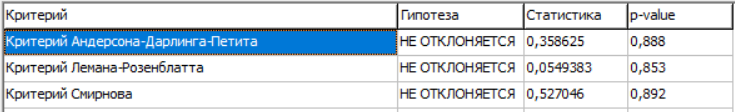 Критерий Гипотеза Статистика p-value
Критерий Андерсона-Дарлинга-Петита НЕ ОТКЛОНЯЕТСЯ 0,358625 0,888
Критерий Лемана-Розенблатта НЕ ОТКЛОНЯЕТСЯ 0,0549383 0,853
Критерий Смирнова НЕ ОТКЛОНЯЕТСЯ 0,527046 0,892